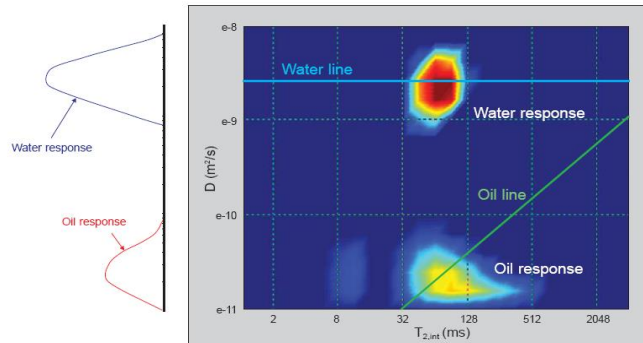 Water response
Oil response
e-8
e-9
e-10
e-11
D (m²/s)
Water line
Water response
Oil line
Oil response
2
8
32
128
512
2048
T2,int (ms)